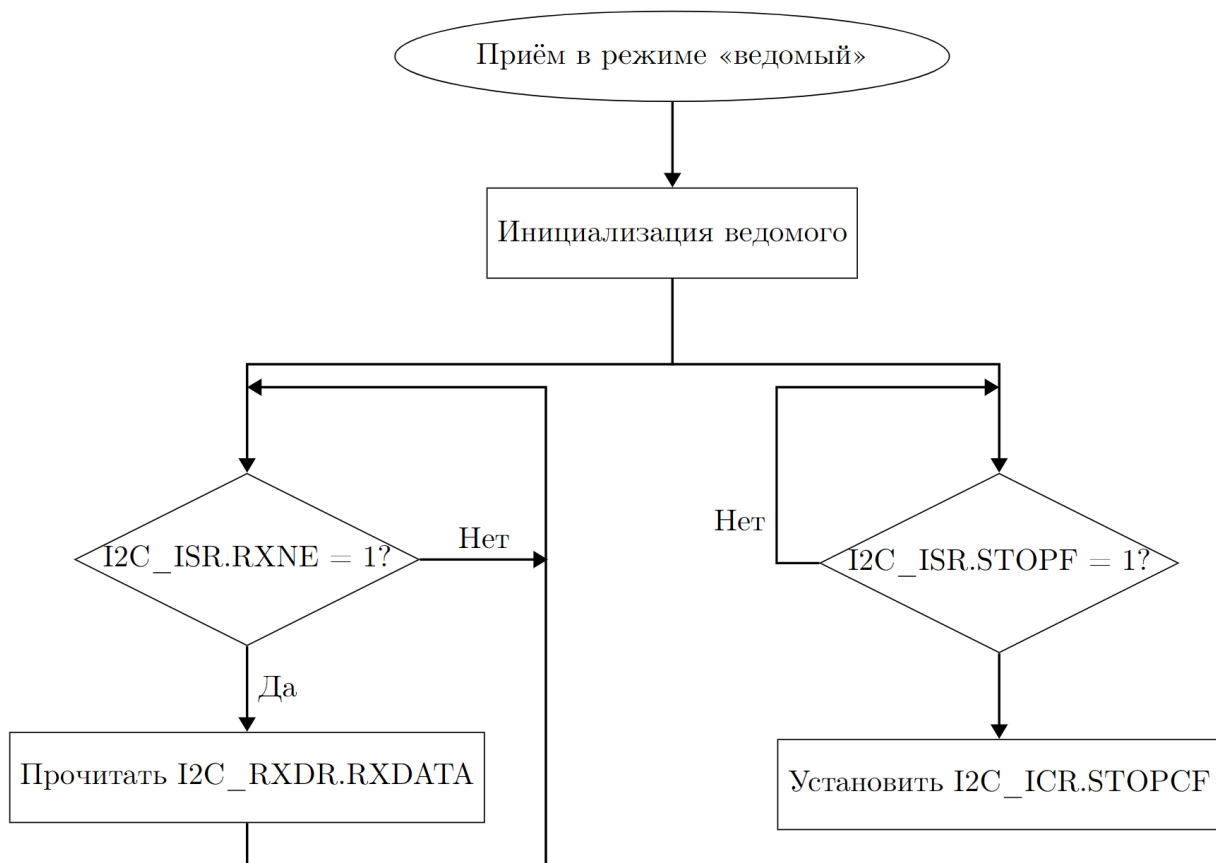 Приём в режиме «ведомый»
Инициализация ведомого
I2C_ISR.RXNE = 1?
Нет
Да
Прочитать I2C_RXDR.RXDATA
Нет
I2C_ISR.STOPF = 1?
Установить I2C_ICR.STOPCF